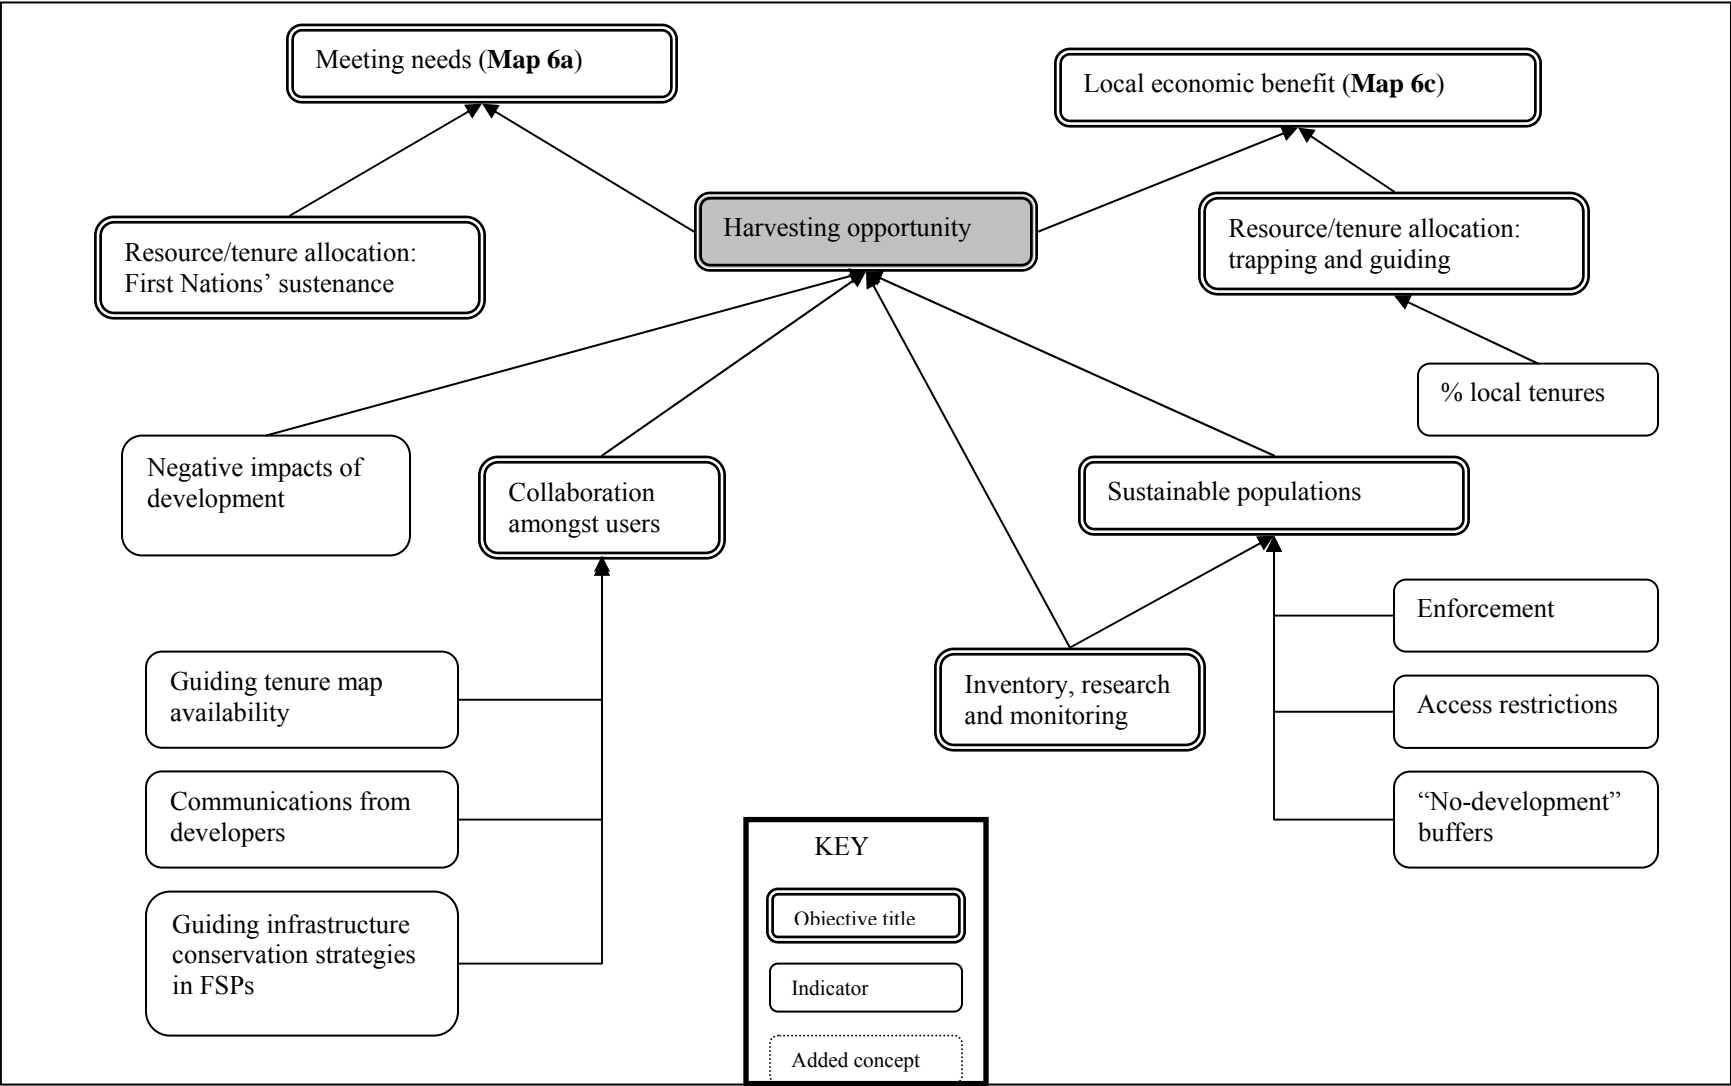 Meeting needs (Map 6a)
Local economic benefit (Map 6c)
Harvesting opportunity
Resource/tenure allocation:
First Nations’ sustenance
Resource/tenure allocation:
trapping and guiding
% local tenures
Negative impacts of
development
Collaboration
amongst users
Sustainable populations
Enforcement
Guiding tenure map
availability
Inventory, research
and monitoring
Access restrictions
Communications from
developers
“No-development”
buffers
Guiding infrastructure
conservation strategies
in FSPs
KEY
Objective title
Indicator
Added concept